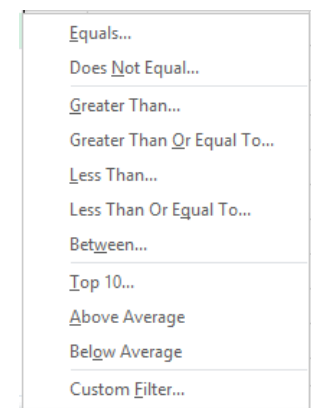 Equals...
Does Not Equal...
Greater Than...
Greater Than Or Equal To...
Less Than...
Less Than Or Equal To...
Between...
Top 10...
Above Average
Below Average
Custom Filter...